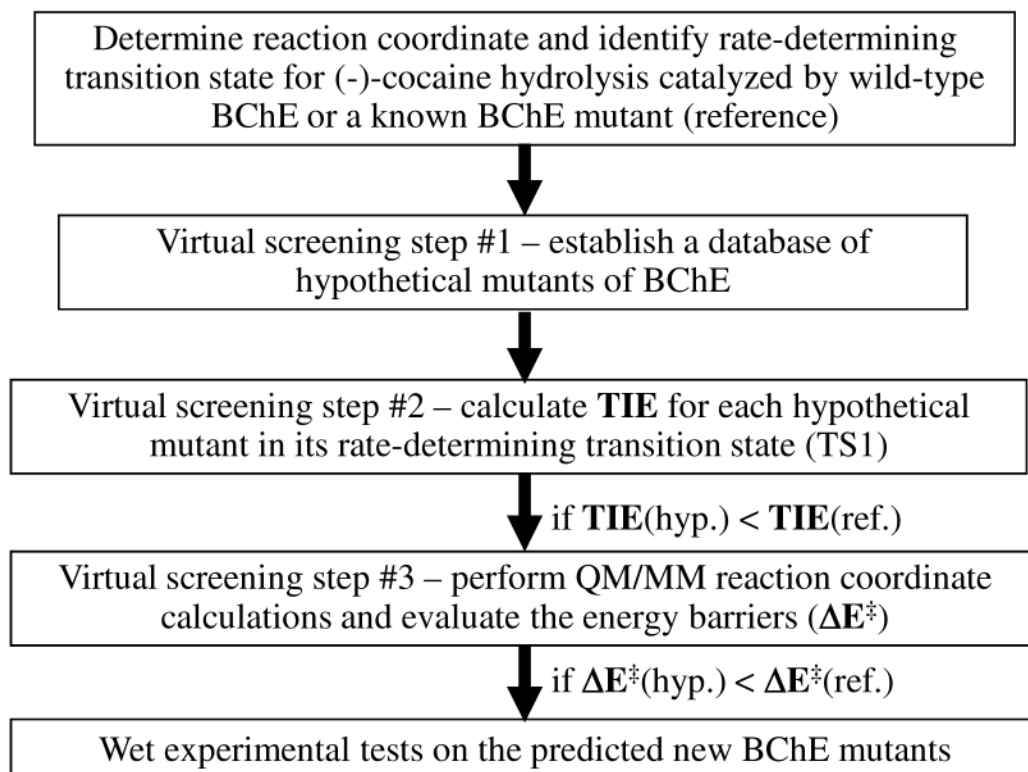 Determine reaction coordinate and identify rate-determining
transition state for (-)-cocaine hydrolysis catalyzed by wild-type
BChE or a known BChE mutant (reference)
Virtual screening step #1 – establish a database of
hypothetical mutants of BChE
Virtual screening step #2 – calculate TIE for each hypothetical
mutant in its rate-determining transition state (TS1)
if TIE(hyp.) < TIE(ref.)
Virtual screening step #3 – perform QM/MM reaction coordinate
calculations and evaluate the energy barriers (ΔE‡)
if ΔE‡(hyp.) < ΔE‡(ref.)
Wet experimental tests on the predicted new BChE mutants